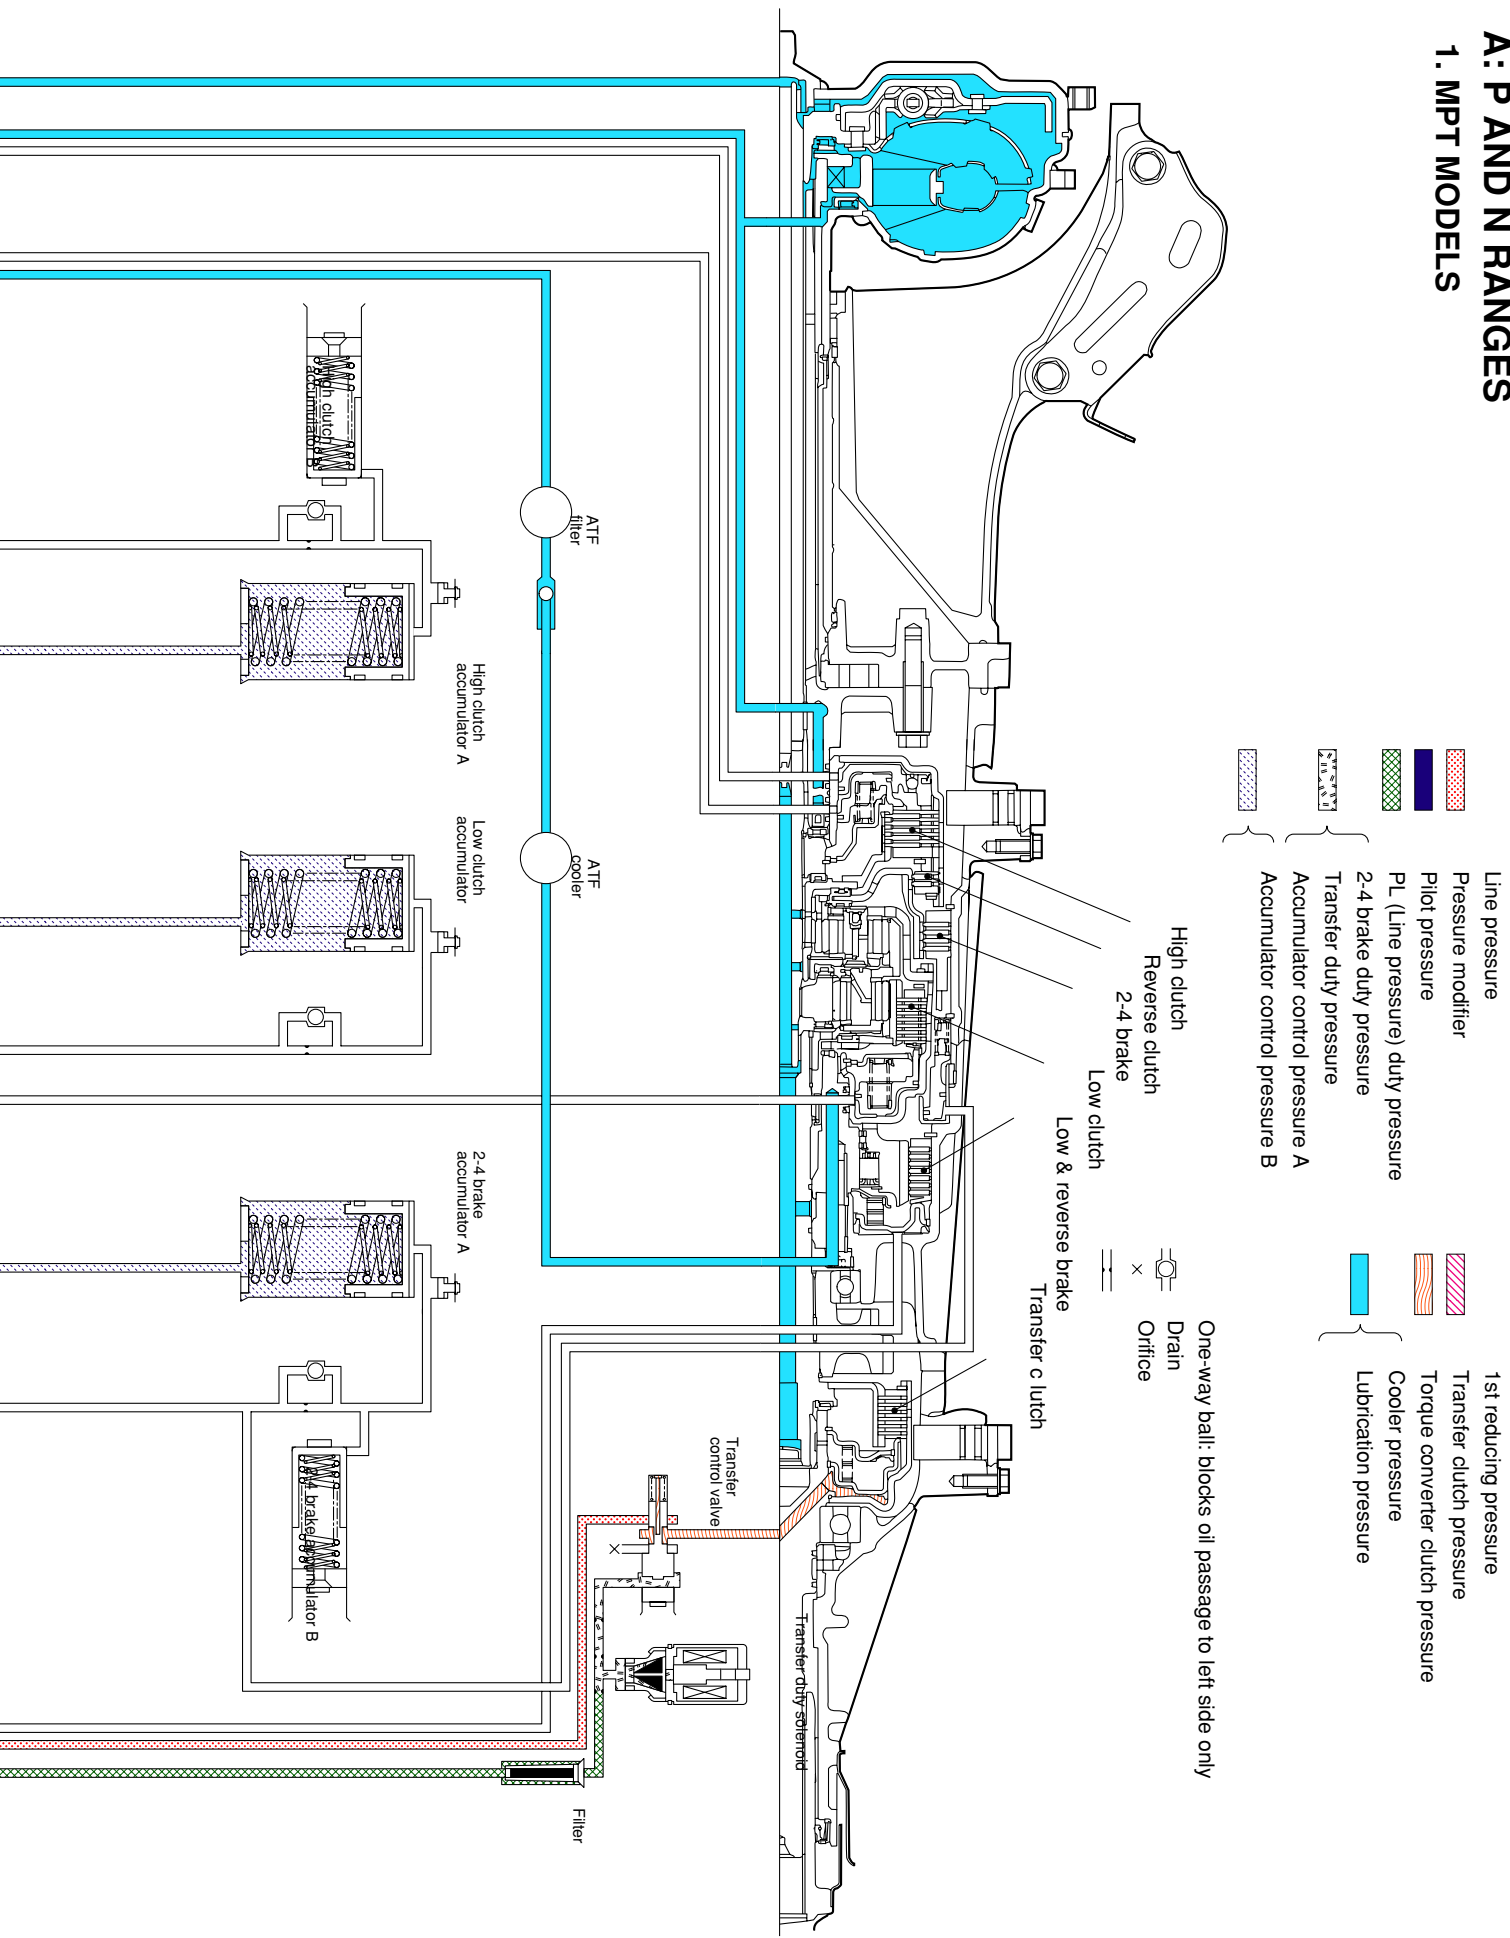 A: P AND N RANGES
1. MPT MODELS
Line pressure
Pressure modifier
Pilot pressure
PL (Line pressure) duty pressure
2-4 brake duty pressure
Transfer duty pressure
Accumulator control pressure A
Accumulator control pressure B
1st reducing pressure
Transfer clutch pressure
Torque converter clutch pressure
Cooler pressure
Lubrication pressure
One-way ball: blocks oil passage to left side only
Drain
Orifice
High clutch
Reverse clutch
2-4 brake
Low clutch
Low & reverse brake
Transfer c lutch
ATF
filter
ATF
cooler
High clutch
accumulator
High clutch
accumulator A
Low clutch
accumulator
2-4 brake
accumulator A
2-4 brake accumulator B
Transfer
control valve
Transfer duty solenoid
Filter